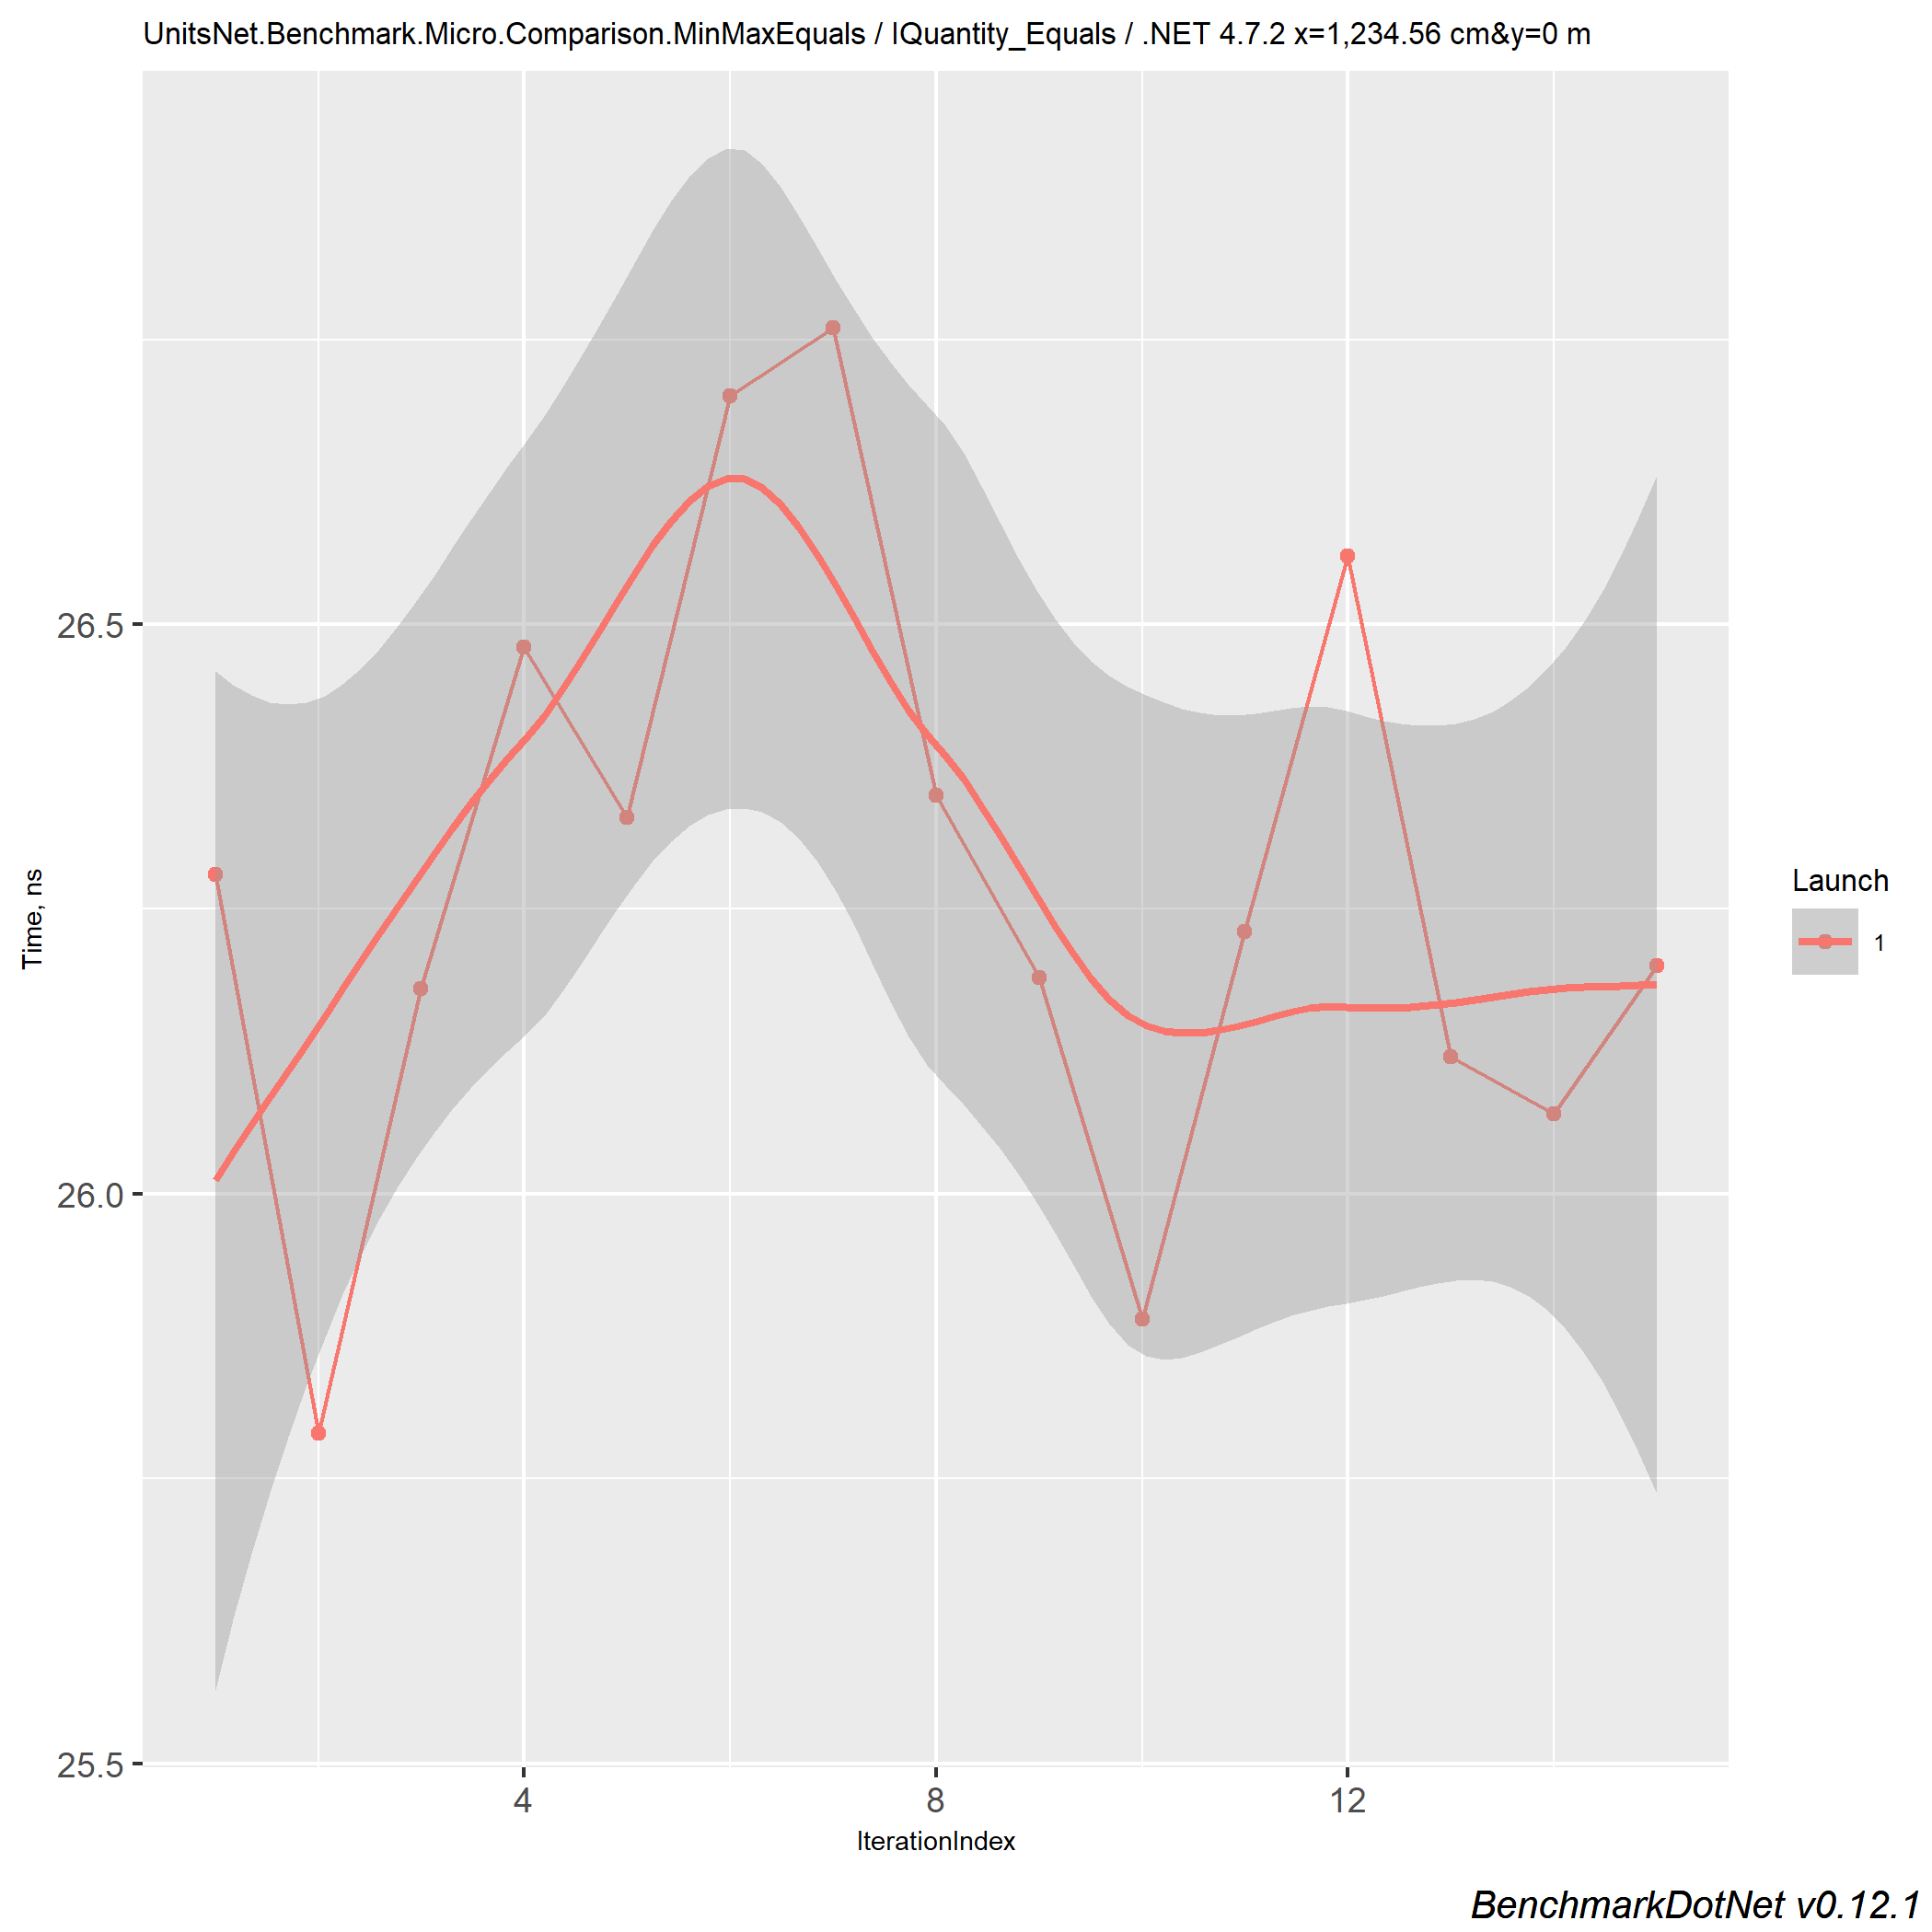 UnitsNet.Benchmark.Micro.Comparison.MinMaxEquals / IQuantity_Equals / .NET 4.7.2 x=1,234.56 cm&y=0 m
26.5
26.0
25.5
Time, ns
4 8 12
IterationIndex
Launch
1
BenchmarkDotNet v0.12.1